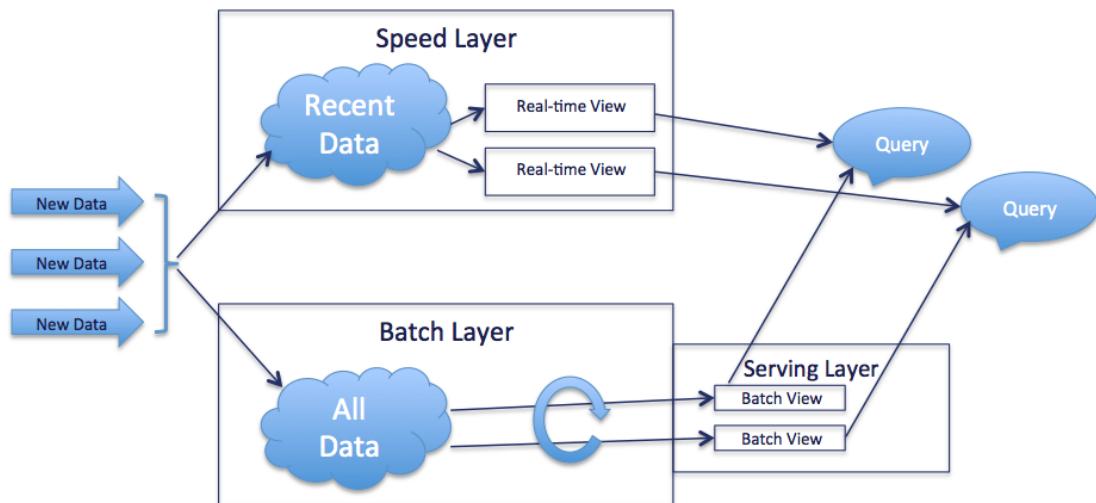 Speed Layer
Recent
Data
Real-time View
Real-time View
Query
Query
New Data
New Data
New Data
Batch Layer
All
Data
Serving Layer
Batch View
Batch View